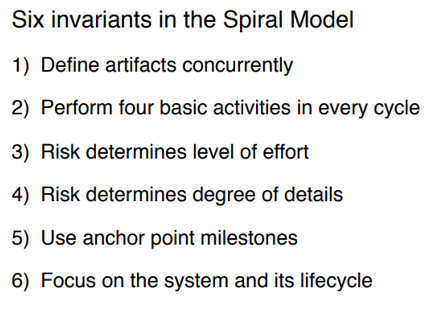 Six invariants in the Spiral Model
1) Define artifacts concurrently
2) Perform four basic activities in every cycle
3) Risk determines level of effort
4) Risk determines degree of details
5) Use anchor point milestones
6) Focus on the system and its lifecycle